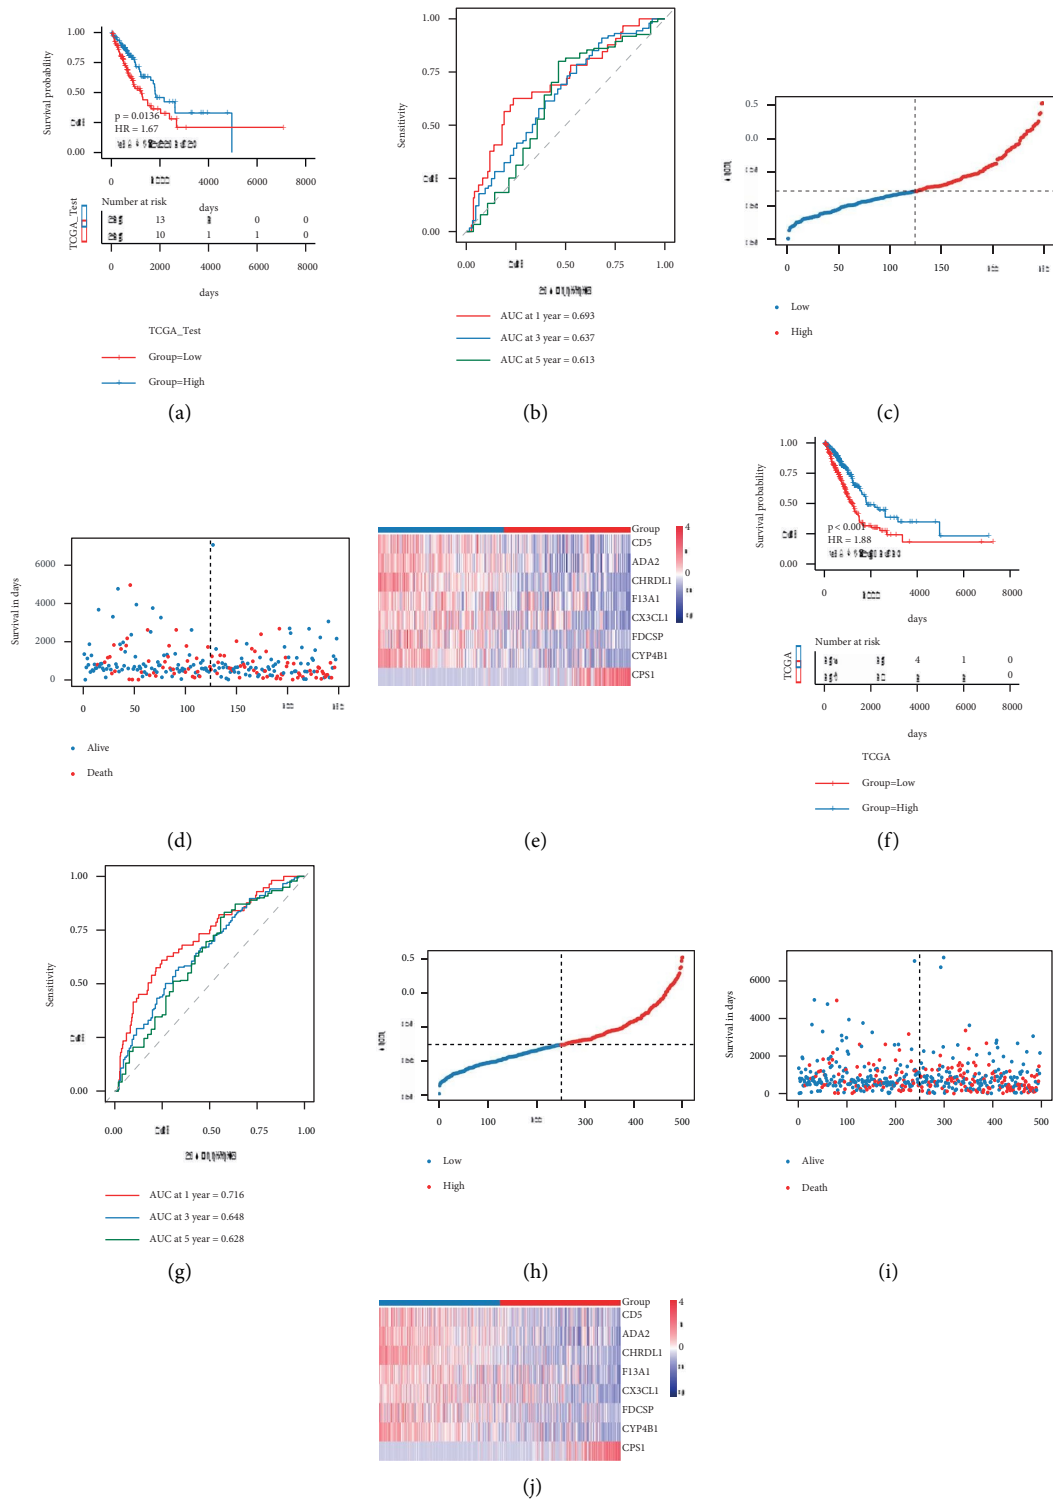 1.00
0.75
0.50
0.00
Survival probability
p = 0.0136
HR = 1.67
0
4000
6000
8000
days
TCGA_Test
Number at risk
13
0
0
10
1
1
0
0
2000
4000
6000
8000
days
TCGA_Test
Group=Low
Group=High
(a)
1.00
0.75
0.50
0.00
Sensitivity
0.00
0.50
0.75
1.00
AUC at 1 year = 0.693
AUC at 3 year = 0.637
AUC at 5 year = 0.613
(b)
0.5
0.0
0
50
100
150
Low
High
(c)
6000
4000
2000
0
Survival in days
0
50
100
150
Alive
Death
(d)
Group
CD5
ADA2
CHRDL1
F13A1
CX3CL1
FDCSP
CYP4B1
CPS1
4
0
(e)
1.00
0.75
0.50
0.00
Survival probability
p < 0.001
HR = 1.88
0
4000
6000
8000
days
TCGA
Number at risk
4
1
0
0
0
2000
4000
6000
8000
days
TCGA
Group=Low
Group=High
(f)
1.00
0.75
0.50
0.00
Sensitivity
0.00
0.50
0.75
1.00
AUC at 1 year = 0.716
AUC at 3 year = 0.648
AUC at 5 year = 0.628
(g)
0.5
0.0
0
100
300
400
500
Low
High
(h)
6000
4000
2000
0
Survival in days
0
100
200
300
400
500
Alive
Death
(i)
Group
CD5
ADA2
CHRDL1
F13A1
CX3CL1
FDCSP
CYP4B1
CPS1
4
0
(j)